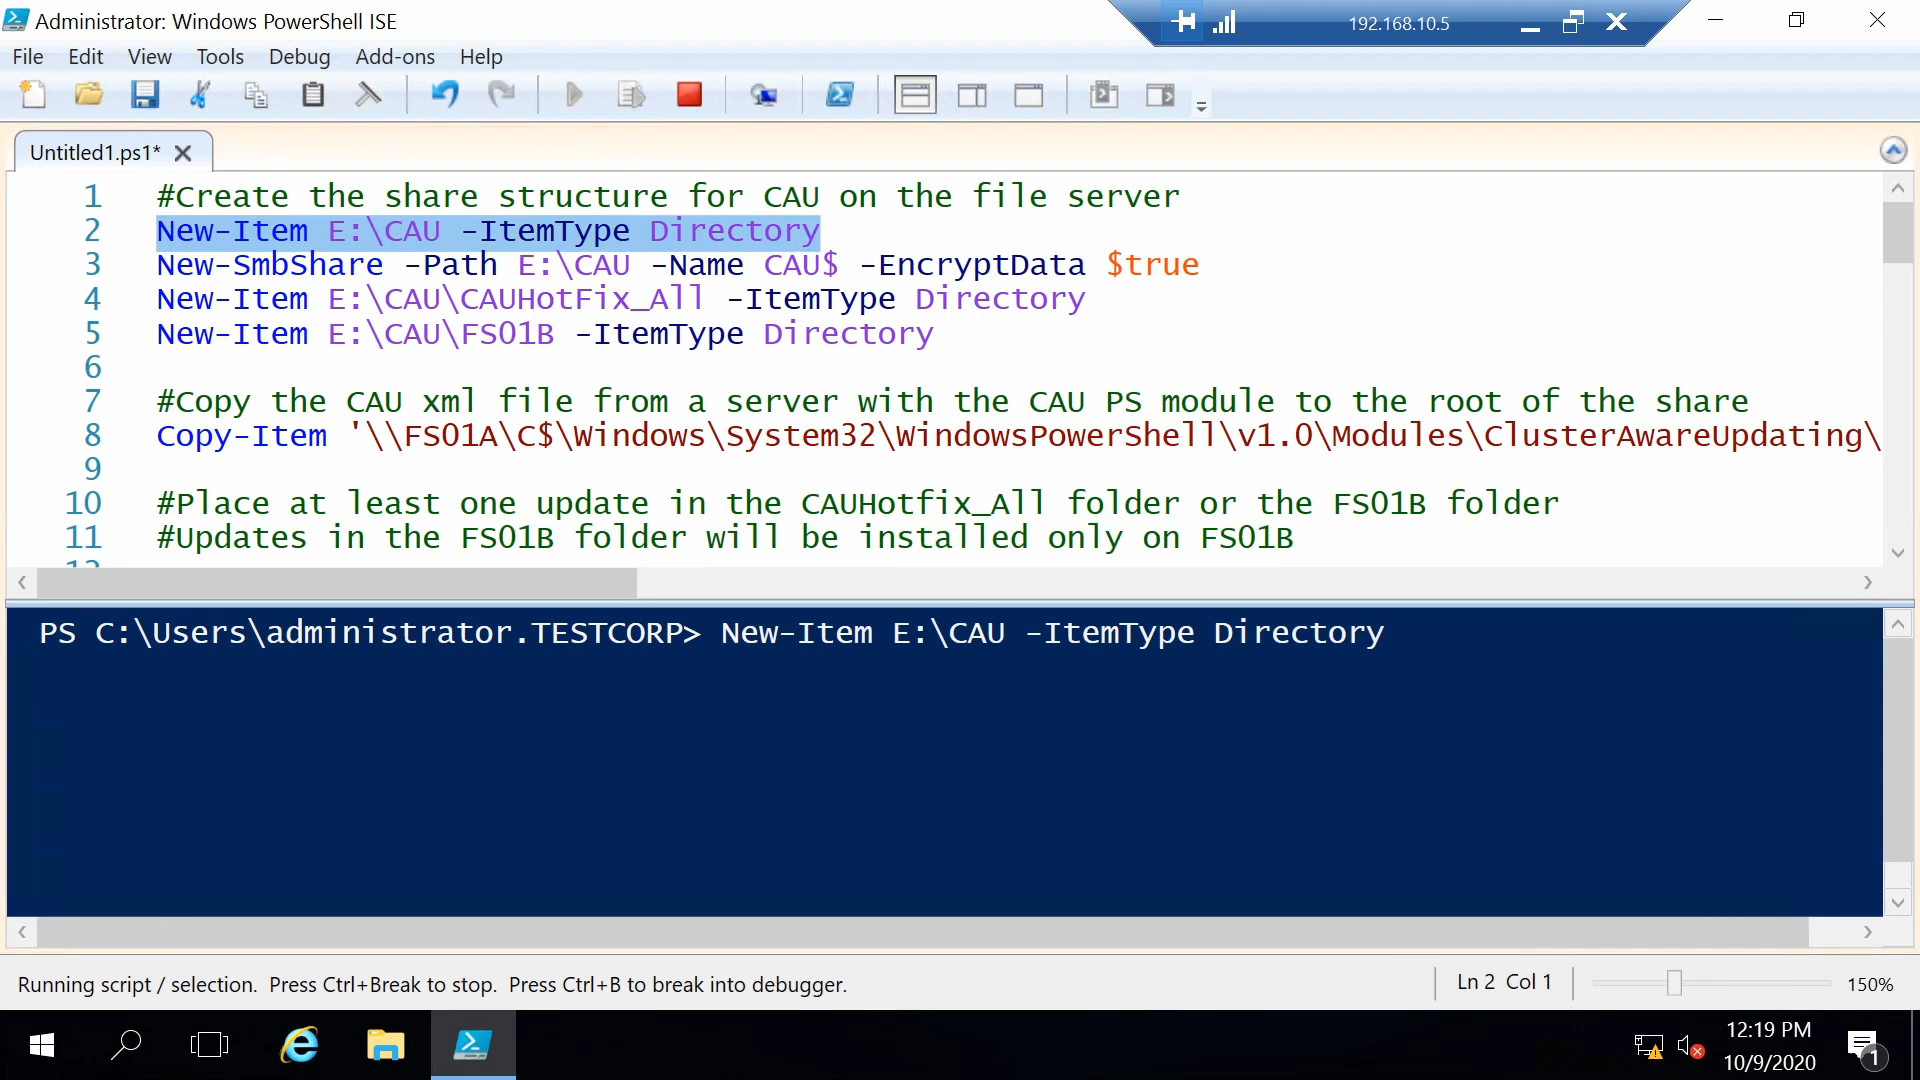 Administrator: Windows PowerShell ISE
192.168.10.5
File Edit View Tools Debug Add-ons Help
Untitled1.ps1*
1 #Create the share structure for CAU on the file server
2 New-Item E:\CAU -ItemType Directory
3 New-SmbShare -Path E:\CAU -Name CAU$ -EncryptData $true
4 New-Item E:\CAU\CAUHotFix_All -ItemType Directory
5 New-Item E:\CAU\FS01B -ItemType Directory
6
7 #Copy the CAU xml file from a server with the CAU PS module to the root of the share
8 Copy-Item '\\FS01A\C$\Windows\System32\WindowsPowerShell\v1.0\Modules\ClusterAwareUpdating\
9
10 #Place at least one update in the CAUHotfix_All folder or the FS01B folder
11 #Updates in the FS01B folder will be installed only on FS01B
12
PS C:\Users\administrator.TESTCORP> New-Item E:\CAU -ItemType Directory
Running script / selection. Press Ctrl+Break to stop. Press Ctrl+B to break into debugger.
Ln 2 Col 1
150%
12:19 PM
10/9/2020
1